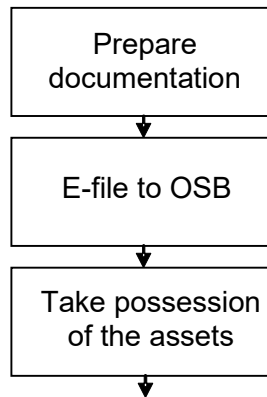 Prepare
documentation
E-file to OSB
Take possession
of the assets